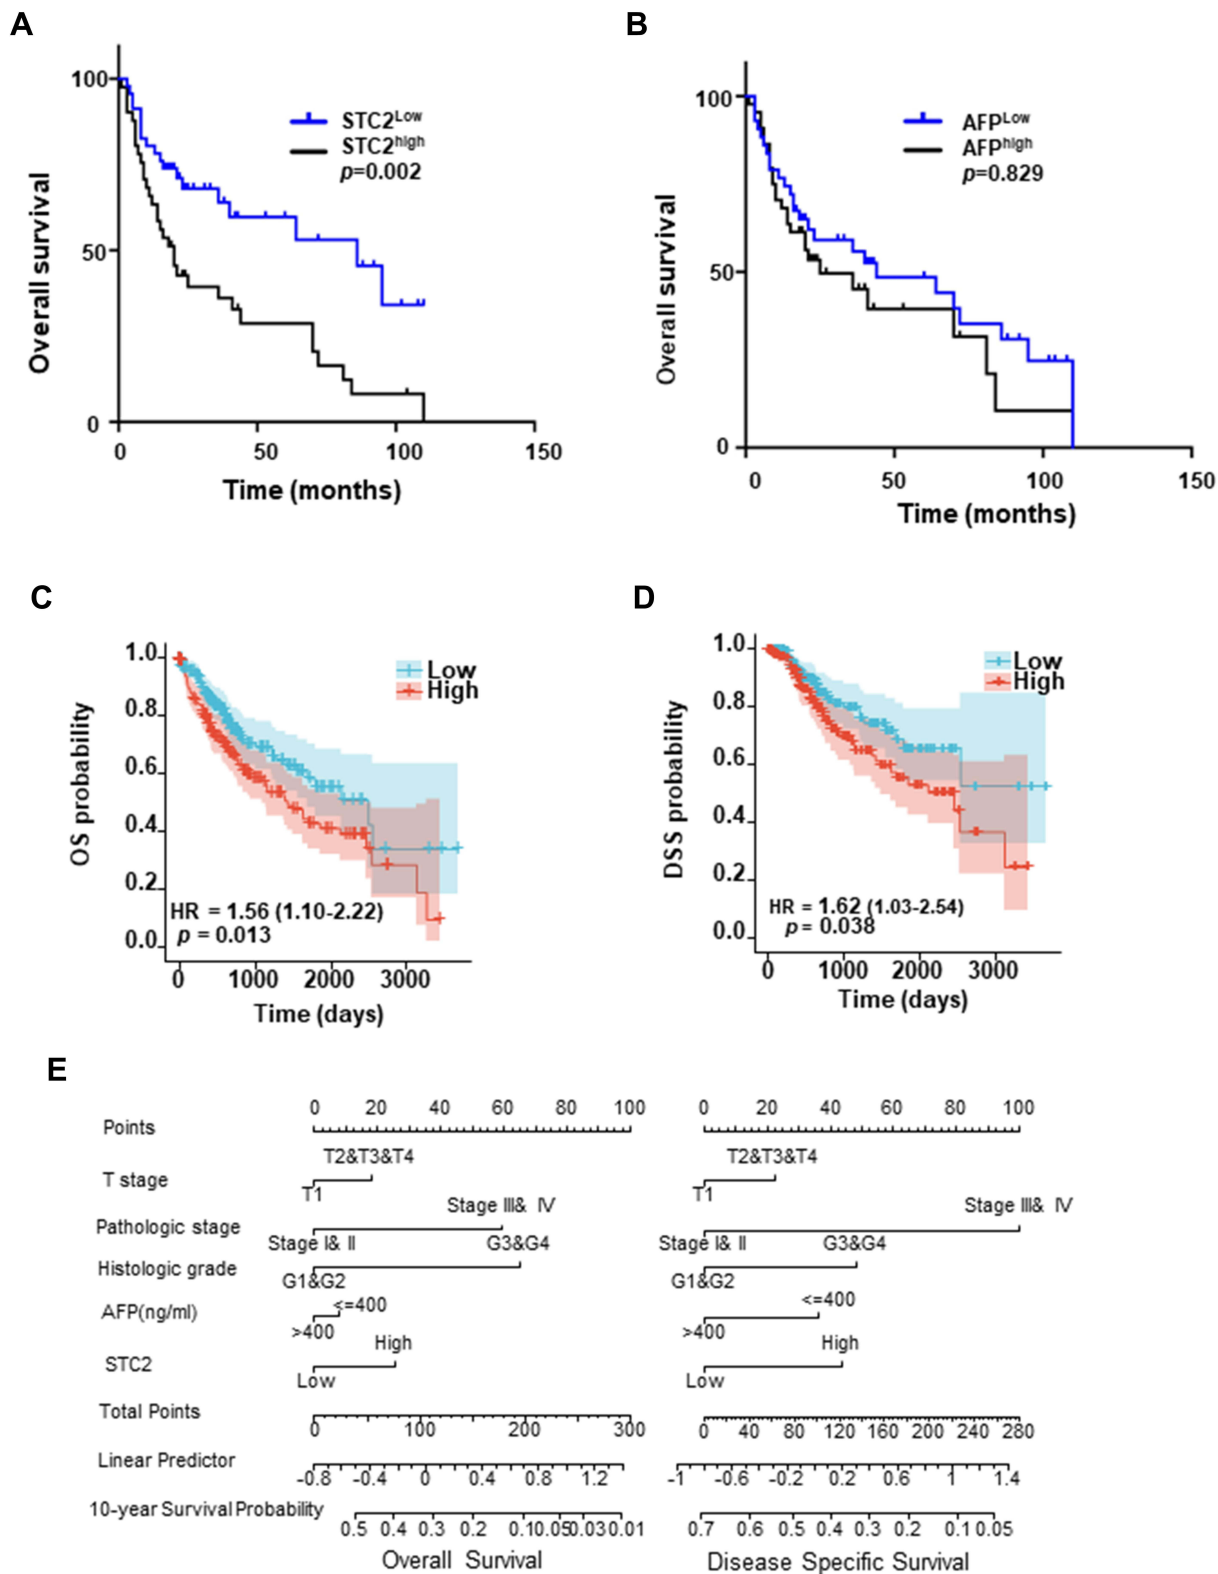 A
B
100
50
0
0 50 100 150
Overall survival
Time (months)
STC2Low
STC2high
p=0.002
100
50
0
0 50 100 150
Overall survival
Time (months)
AFPLow
AFPhigh
p=0.829
C
D
1.0
0.8
0.6
0.4
0.2
0.0
OS probability
Low
High
HR = 1.56 (1.10-2.22)
p = 0.013
0 1000 2000 3000
Time (days)
1.0
0.8
0.6
0.4
0.2
0.0
DSS probability
Low
High
HR = 1.62 (1.03-2.54)
p = 0.038
0 1000 2000 3000
Time (days)
E
0 20 40 60 80 100 0 20 40 60 80 100
Points
T2&T3&T4 T2&T3&T4
T stage
T1 T1
Stage III& IV Stage III& IV
Pathologic stage
Stage I& II G3&G4 Stage I& II G3&G4
Histologic grade
G1&G2 G1&G2
<=400 <=400
AFP(ng/ml)
>400 >400
High High
STC2
Low Low
Total Points
0 100 200 300 0 40 80 120 160 200 240 280
Linear Predictor
-0.8 -0.4 0 0.4 0.8 1.2 -1 -0.6 -0.2 0.2 0.6 1 1.4
10-year Survival Probability
0.5 0.4 0.3 0.2 0.1 0.05 0.03 0.01 0.7 0.6 0.5 0.4 0.3 0.2 0.1 0.05
Overall Survival Disease Specific Survival